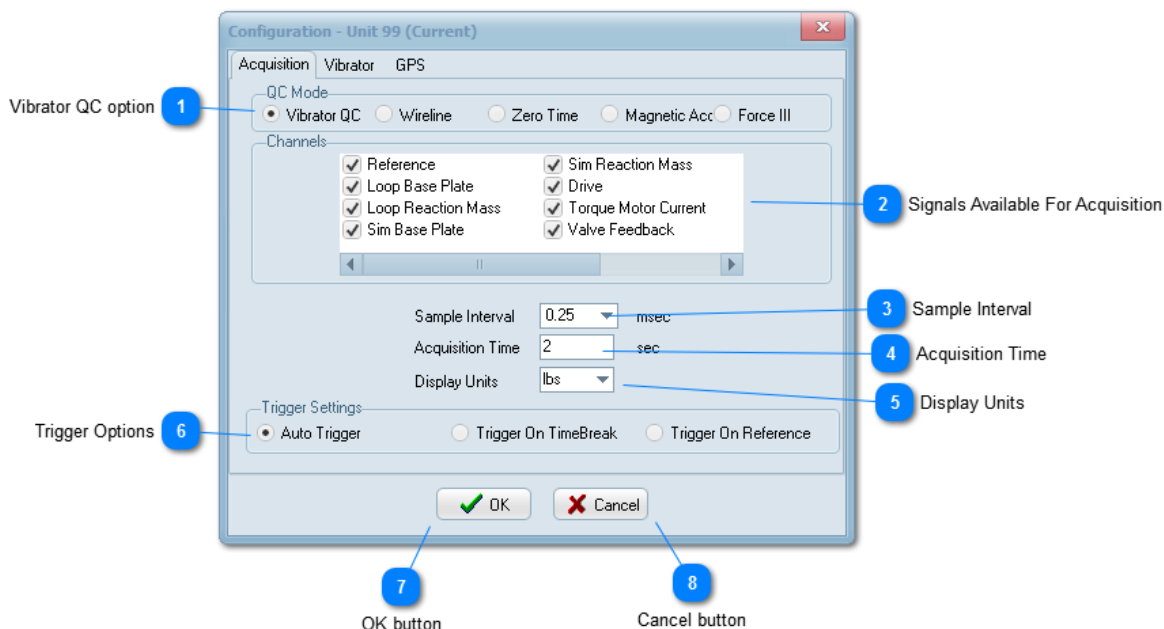 Configuration - Unit 99 (Current)
Acquisition Vibrator GPS
QC Mode
Vibrator QC option 1 Vibrator QC Wireline Zero Time Magnetic Acc Force III
Channels
Reference Sim Reaction Mass
Loop Base Plate Drive
Loop Reaction Mass Torque Motor Current
Sim Base Plate Valve Feedback
2 Signals Available For Acquisition
Sample Interval 0.25 msec 3 Sample Interval
Acquisition Time 2 sec 4 Acquisition Time
Display Units lbs 5 Display Units
Trigger Settings
Trigger Options 6 Auto Trigger Trigger On TimeBreak Trigger On Reference
OK Cancel
7 8
OK button Cancel button